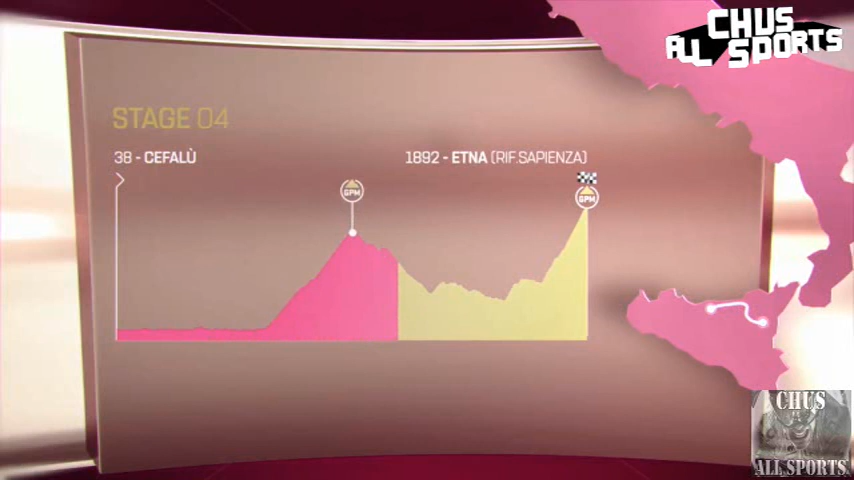 CHUS
ALL SPORTS
STAGE 04
38 - CEFALÙ
1892 - ETNA (RIF.SAPIENZA)
GPM
GPM
CHUS
ALL SPORTS